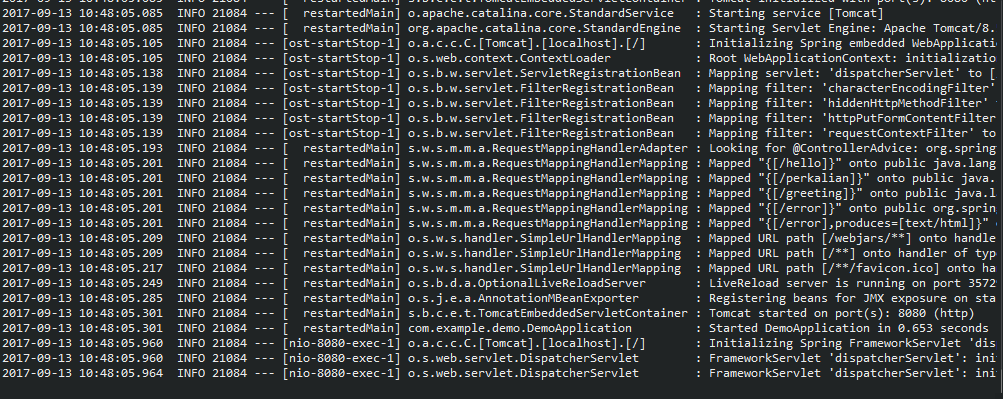 2017-09-13 10:48:05.085  INFO 21084 --- [  restartedMain] s.b.c.e.t.TomcatEmbeddedServletContainer : Tomcat initialized with port(s): 8080
2017-09-13 10:48:05.085  INFO 21084 --- [  restartedMain] o.apache.catalina.core.StandardService   : Starting service [Tomcat]
2017-09-13 10:48:05.085  INFO 21084 --- [  restartedMain] org.apache.catalina.core.StandardEngine  : Starting Servlet Engine: Apache Tomcat/8.
2017-09-13 10:48:05.105  INFO 21084 --- [ost-startStop-1] o.a.c.c.C.[Tomcat].[localhost].[/]       : Initializing Spring embedded WebApplicati
2017-09-13 10:48:05.105  INFO 21084 --- [ost-startStop-1] o.s.web.context.ContextLoader            : Root WebApplicationContext: initializatio
2017-09-13 10:48:05.138  INFO 21084 --- [ost-startStop-1] o.s.b.w.servlet.ServletRegistrationBean  : Mapping servlet: 'dispatcherServlet' to [
2017-09-13 10:48:05.139  INFO 21084 --- [ost-startStop-1] o.s.b.w.servlet.FilterRegistrationBean   : Mapping filter: 'characterEncodingFilter'
2017-09-13 10:48:05.139  INFO 21084 --- [ost-startStop-1] o.s.b.w.servlet.FilterRegistrationBean   : Mapping filter: 'hiddenHttpMethodFilter'
2017-09-13 10:48:05.139  INFO 21084 --- [ost-startStop-1] o.s.b.w.servlet.FilterRegistrationBean   : Mapping filter: 'httpPutFormContentFilter
2017-09-13 10:48:05.139  INFO 21084 --- [ost-startStop-1] o.s.b.w.servlet.FilterRegistrationBean   : Mapping filter: 'requestContextFilter' to
2017-09-13 10:48:05.193  INFO 21084 --- [  restartedMain] s.w.s.m.m.a.RequestMappingHandlerAdapter : Looking for @ControllerAdvice: org.spring
2017-09-13 10:48:05.201  INFO 21084 --- [  restartedMain] s.w.s.m.m.a.RequestMappingHandlerMapping : Mapped "{[/hello]}" onto public java.lang
2017-09-13 10:48:05.201  INFO 21084 --- [  restartedMain] s.w.s.m.m.a.RequestMappingHandlerMapping : Mapped "{[/perkalian]}" onto public java.
2017-09-13 10:48:05.201  INFO 21084 --- [  restartedMain] s.w.s.m.m.a.RequestMappingHandlerMapping : Mapped "{[/greeting]}" onto public java.l
2017-09-13 10:48:05.201  INFO 21084 --- [  restartedMain] s.w.s.m.m.a.RequestMappingHandlerMapping : Mapped "{[/error]}" onto public org.sprin
2017-09-13 10:48:05.201  INFO 21084 --- [  restartedMain] s.w.s.m.m.a.RequestMappingHandlerMapping : Mapped "{[/error],produces=[text/html]}"
2017-09-13 10:48:05.209  INFO 21084 --- [  restartedMain] o.s.w.s.handler.SimpleUrlHandlerMapping  : Mapped URL path [/webjars/**] onto handle
2017-09-13 10:48:05.209  INFO 21084 --- [  restartedMain] o.s.w.s.handler.SimpleUrlHandlerMapping  : Mapped URL path [/**] onto handler of typ
2017-09-13 10:48:05.217  INFO 21084 --- [  restartedMain] o.s.w.s.handler.SimpleUrlHandlerMapping  : Mapped URL path [/**/favicon.ico] onto ha
2017-09-13 10:48:05.249  INFO 21084 --- [  restartedMain] o.s.b.d.a.OptionalLiveReloadServer       : LiveReload server is running on port 3572
2017-09-13 10:48:05.285  INFO 21084 --- [  restartedMain] o.s.j.e.a.AnnotationMBeanExporter        : Registering beans for JMX exposure on sta
2017-09-13 10:48:05.301  INFO 21084 --- [  restartedMain] s.b.c.e.t.TomcatEmbeddedServletContainer : Tomcat started on port(s): 8080 (http)
2017-09-13 10:48:05.301  INFO 21084 --- [  restartedMain] com.example.demo.DemoApplication         : Started DemoApplication in 0.653 seconds
2017-09-13 10:48:05.960  INFO 21084 --- [nio-8080-exec-1] o.a.c.c.C.[Tomcat].[localhost].[/]       : Initializing Spring FrameworkServlet 'dis
2017-09-13 10:48:05.960  INFO 21084 --- [nio-8080-exec-1] o.s.web.servlet.DispatcherServlet        : FrameworkServlet 'dispatcherServlet': ini
2017-09-13 10:48:05.964  INFO 21084 --- [nio-8080-exec-1] o.s.web.servlet.DispatcherServlet        : FrameworkServlet 'dispatcherServlet': ini